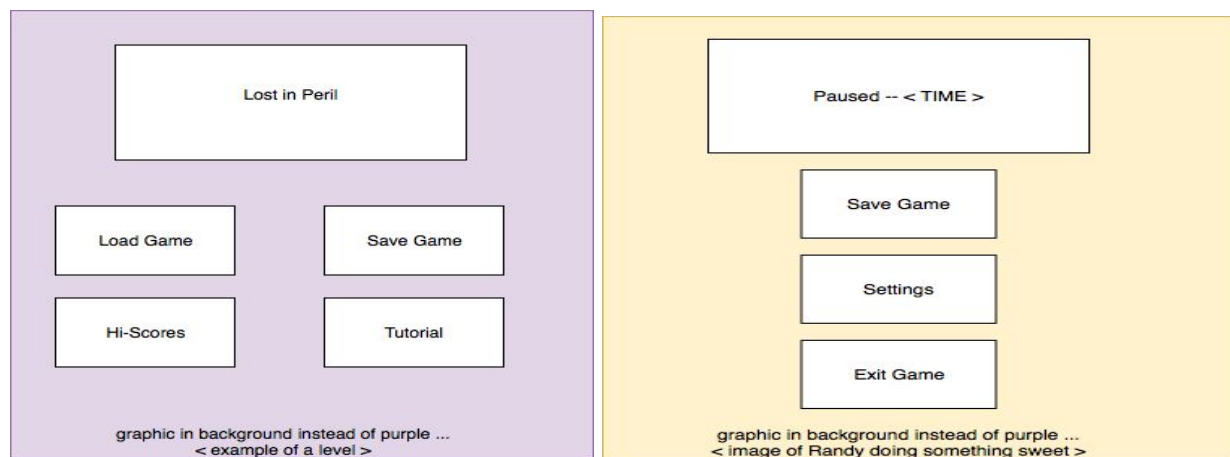 Lost in Peril
Load Game
Save Game
Hi-Scores
Tutorial
graphic in background instead of purple ...
< example of a level >
Paused -- < TIME >
Save Game
Settings
Exit Game
graphic in background instead of purple ...
< image of Randy doing something sweet >